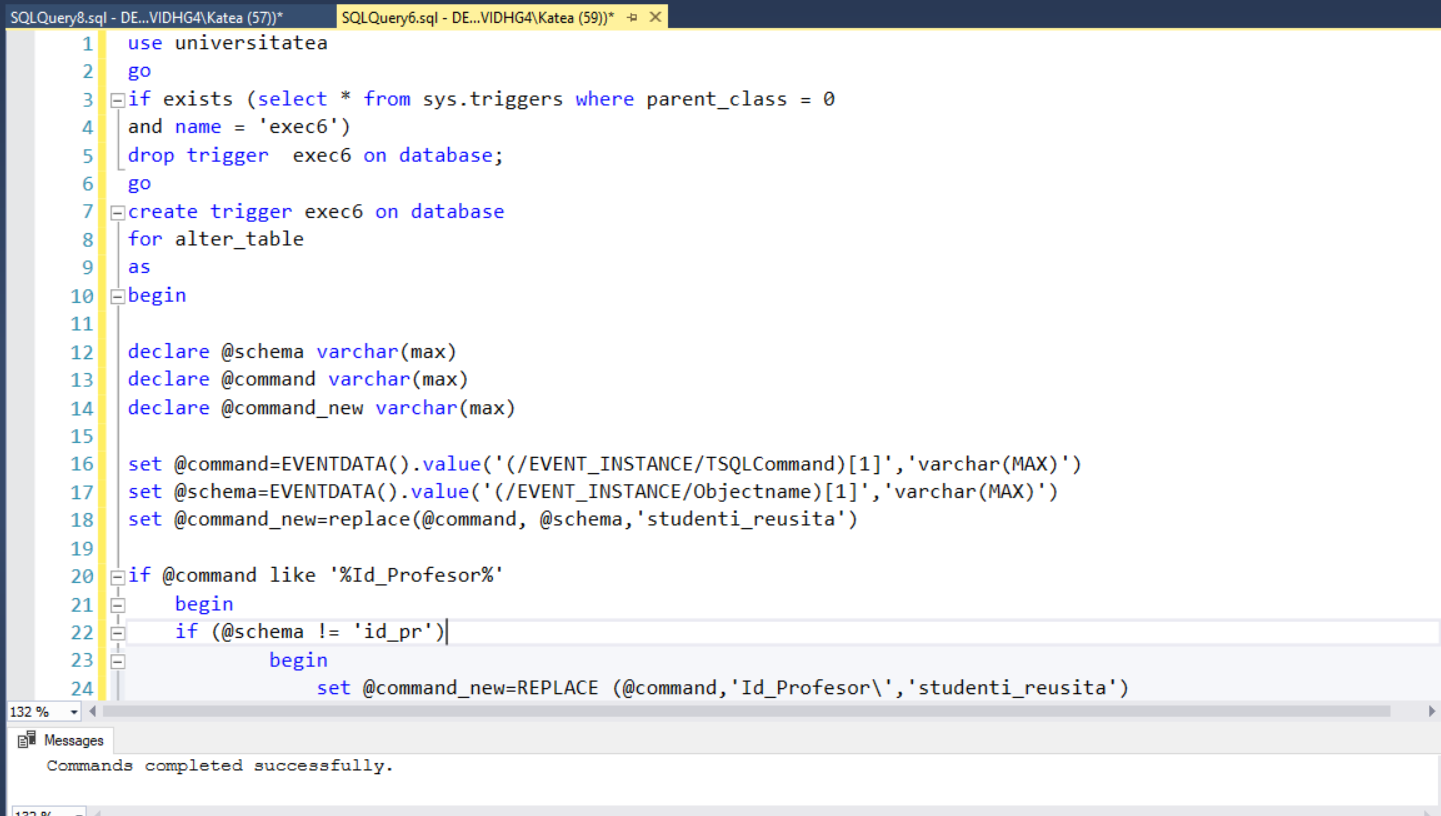 SQLQuery8.sql - DE...VIDHG4\Katea (57))* SQLQuery6.sql - DE...VIDHG4\Katea (59))*
1 use universitatea
2 go
3 if exists (select * from sys.triggers where parent_class = 0
4 and name = 'exec6')
5 drop trigger  exec6 on database;
6 go
7 create trigger exec6 on database
8 for alter_table
9 as
10 begin
11
12 declare @schema varchar(max)
13 declare @command varchar(max)
14 declare @command_new varchar(max)
15
16 set @command=EVENTDATA().value('(/EVENT_INSTANCE/TSQLCommand)[1]','varchar(MAX)')
17 set @schema=EVENTDATA().value('(/EVENT_INSTANCE/Objectname)[1]','varchar(MAX)')
18 set @command_new=replace(@command, @schema,'studenti_reusita')
19
20 if @command like '%Id_Profesor%'
21 begin
22 if (@schema != 'id_pr')
23 begin
24 set @command_new=REPLACE (@command,'Id_Profesor\','studenti_reusita')
132 %
Messages
Commands completed successfully.
132 %